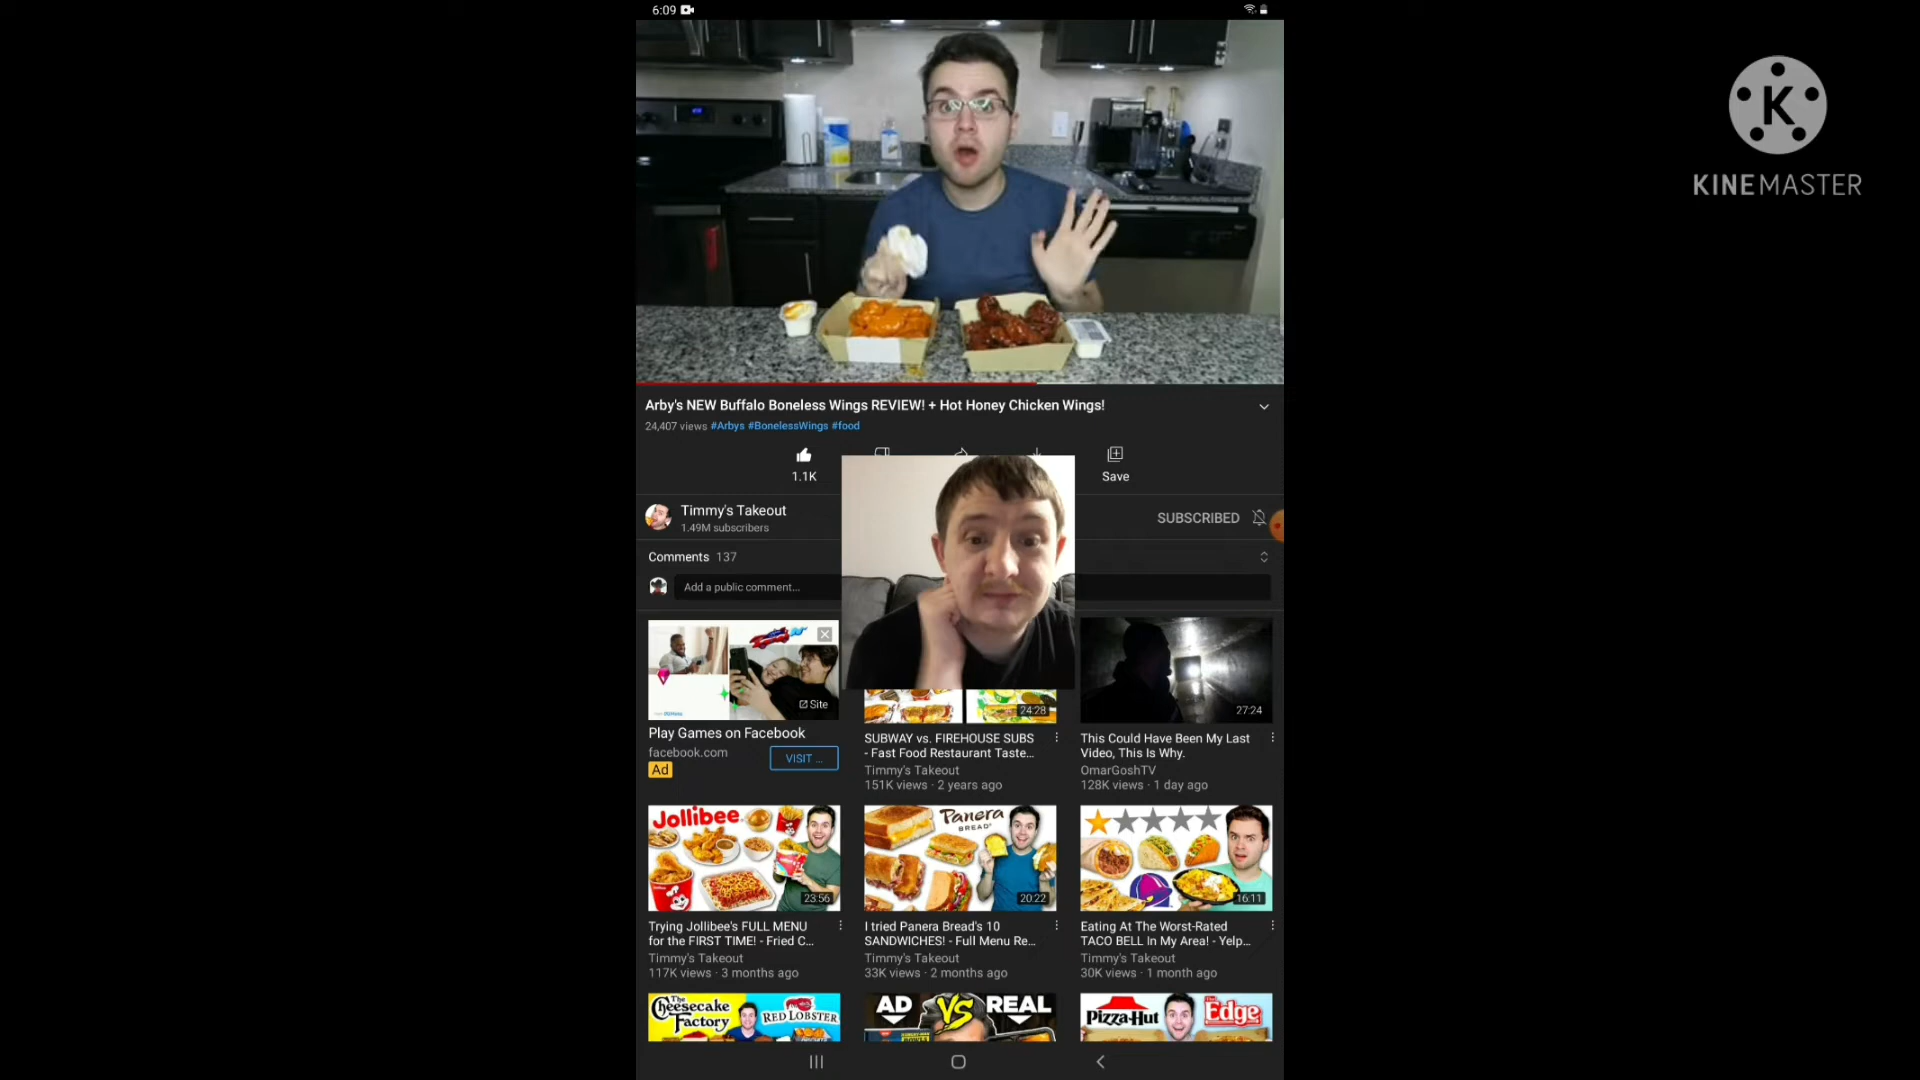 6:09
K
KINEMASTER
Arby's NEW Buffalo Boneless Wings REVIEW! + Hot Honey Chicken Wings!
24,407 views #Arbys #BonelessWings #food
1.1K
Save
Timmy's Takeout
1.49M subscribers
SUBSCRIBED
Comments 137
Add a public comment...
Site
24:28
27:24
Play Games on Facebook
facebook.com
Ad
VISIT ...
SUBWAY vs. FIREHOUSE SUBS
- Fast Food Restaurant Taste...
Timmy's Takeout
151K views · 2 years ago
This Could Have Been My Last
Video, This Is Why.
OmarGoshTV
128K views · 1 day ago
Jollibee
23:56
Panera
BREAD
20:22
16:11
Trying Jollibee's FULL MENU
for the FIRST TIME! - Fried C...
Timmy's Takeout
117K views · 3 months ago
I tried Panera Bread's 10
SANDWICHES! - Full Menu Re...
Timmy's Takeout
33K views · 2 months ago
Eating At The Worst-Rated
TACO BELL In My Area! - Yelp...
Timmy's Takeout
30K views · 1 month ago
The
Cheesecake
Factory
RED LOBSTER
AD VS REAL
Pizza Hut
The
Edge